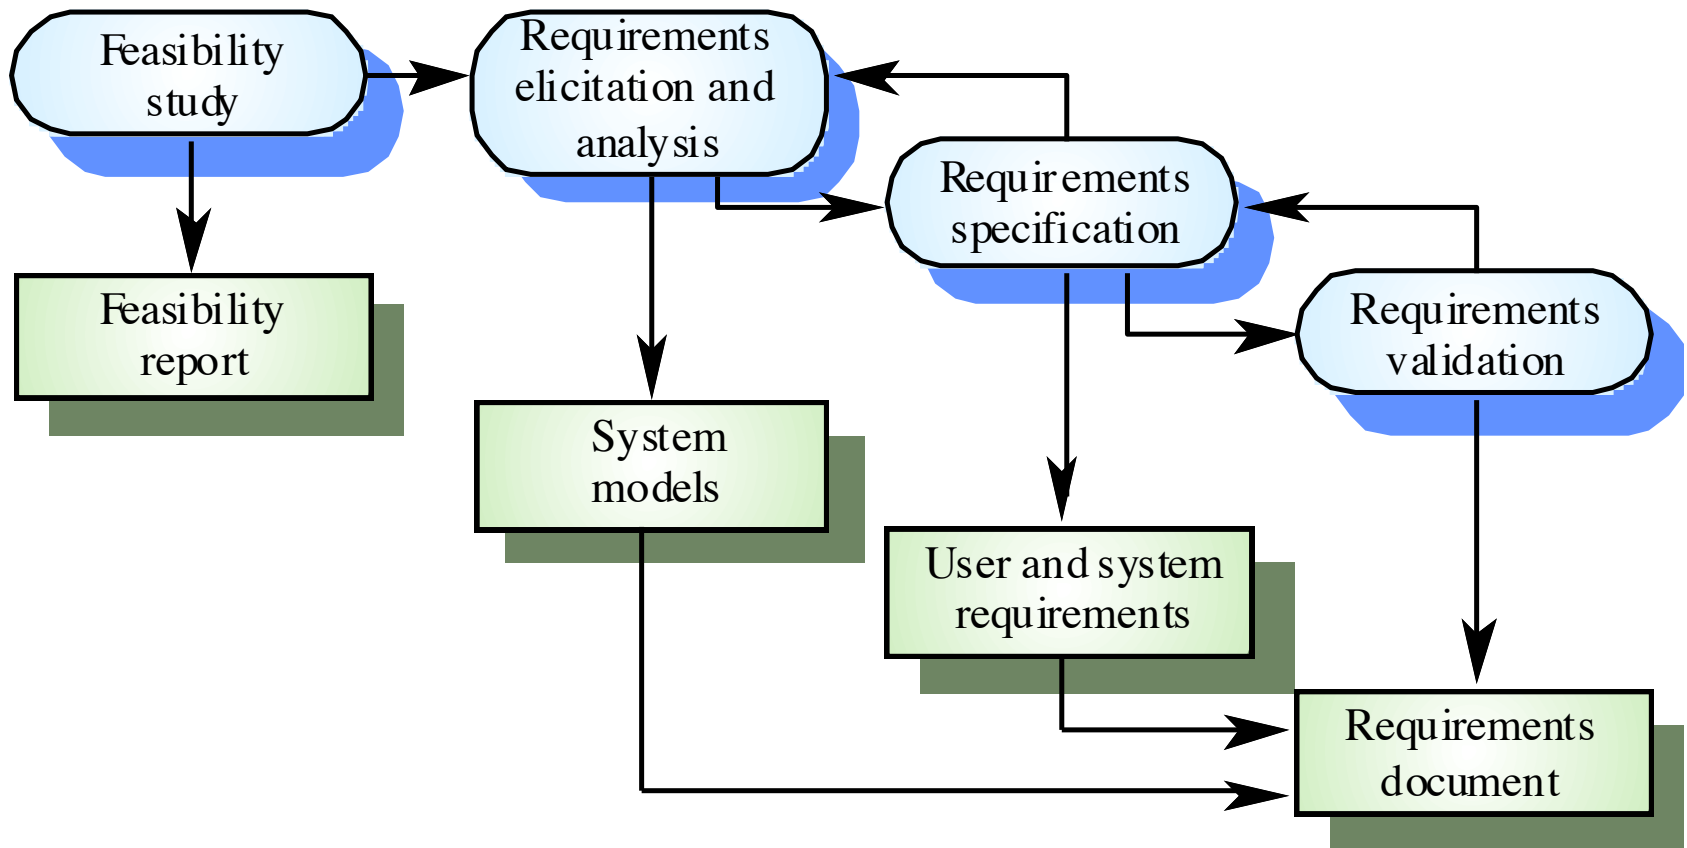 Feasibility
study
Requirements
elicitation and
analysis
Requirements
specification
Requirements
validation
Feasibility
report
System
models
User and system
requirements
Requirements
document